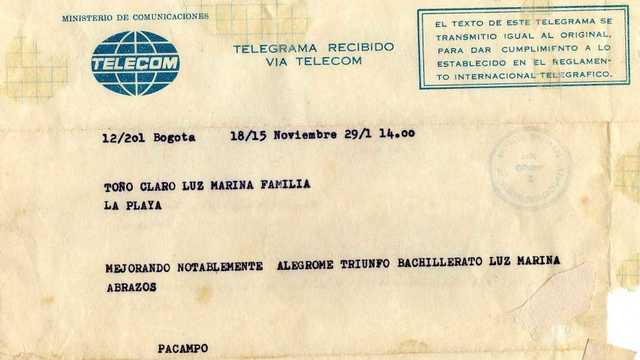 MINISTERIO DE COMUNICACIONES
TELECOM
TELEGRAMA RECIBIDO
VIA TELECOM
EL TEXTO DE ESTE TELEGRAMA SE
TRANSMITIO IGUAL AL ORIGINAL,
PARA DAR CUMPLIMIENTO A LO
ESTABLECIDO EN EL REGLAMEN-
TO INTERNACIONAL TELEGRAFICO.
12/2ol Bogota 18/15 Noviembre 29/1 14.00
TOÑO CLARO LUZ MARINA FAMILIA
LA PLAYA
MEJORANDO NOTABLEMENTE ALEGROME TRIUNFO BACHILLERATO LUZ MARINA
ABRAZOS
PACAMPO